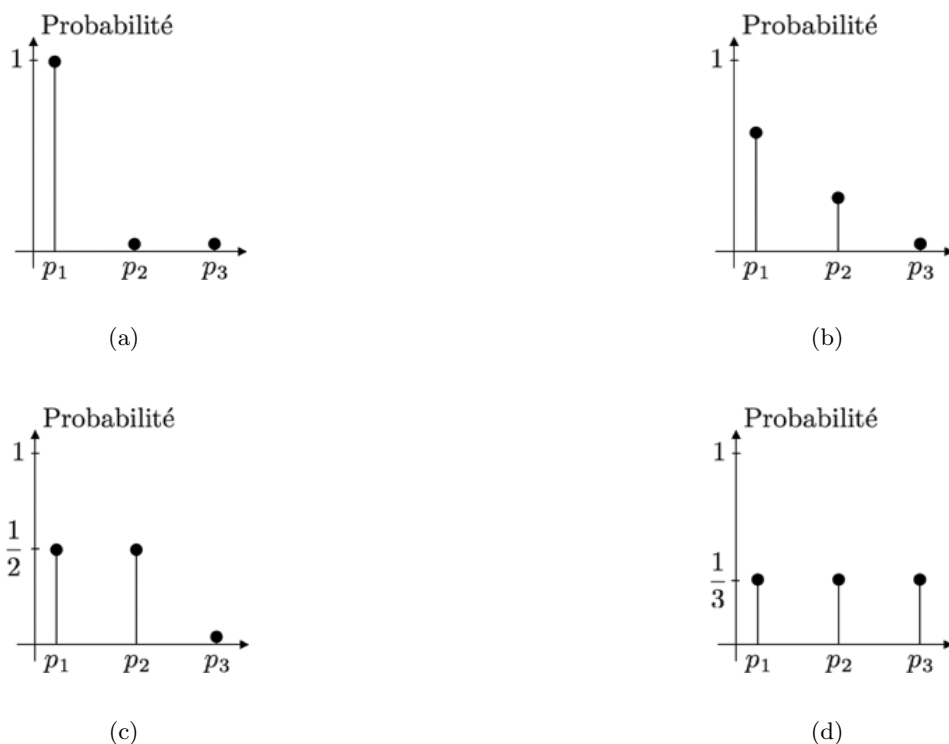 Probabilité
1
p₁ p₂ p₃
(a)
Probabilité
1
p₁ p₂ p₃
(b)
Probabilité
1
1/2
p₁ p₂ p₃
(c)
Probabilité
1
1/3
p₁ p₂ p₃
(d)